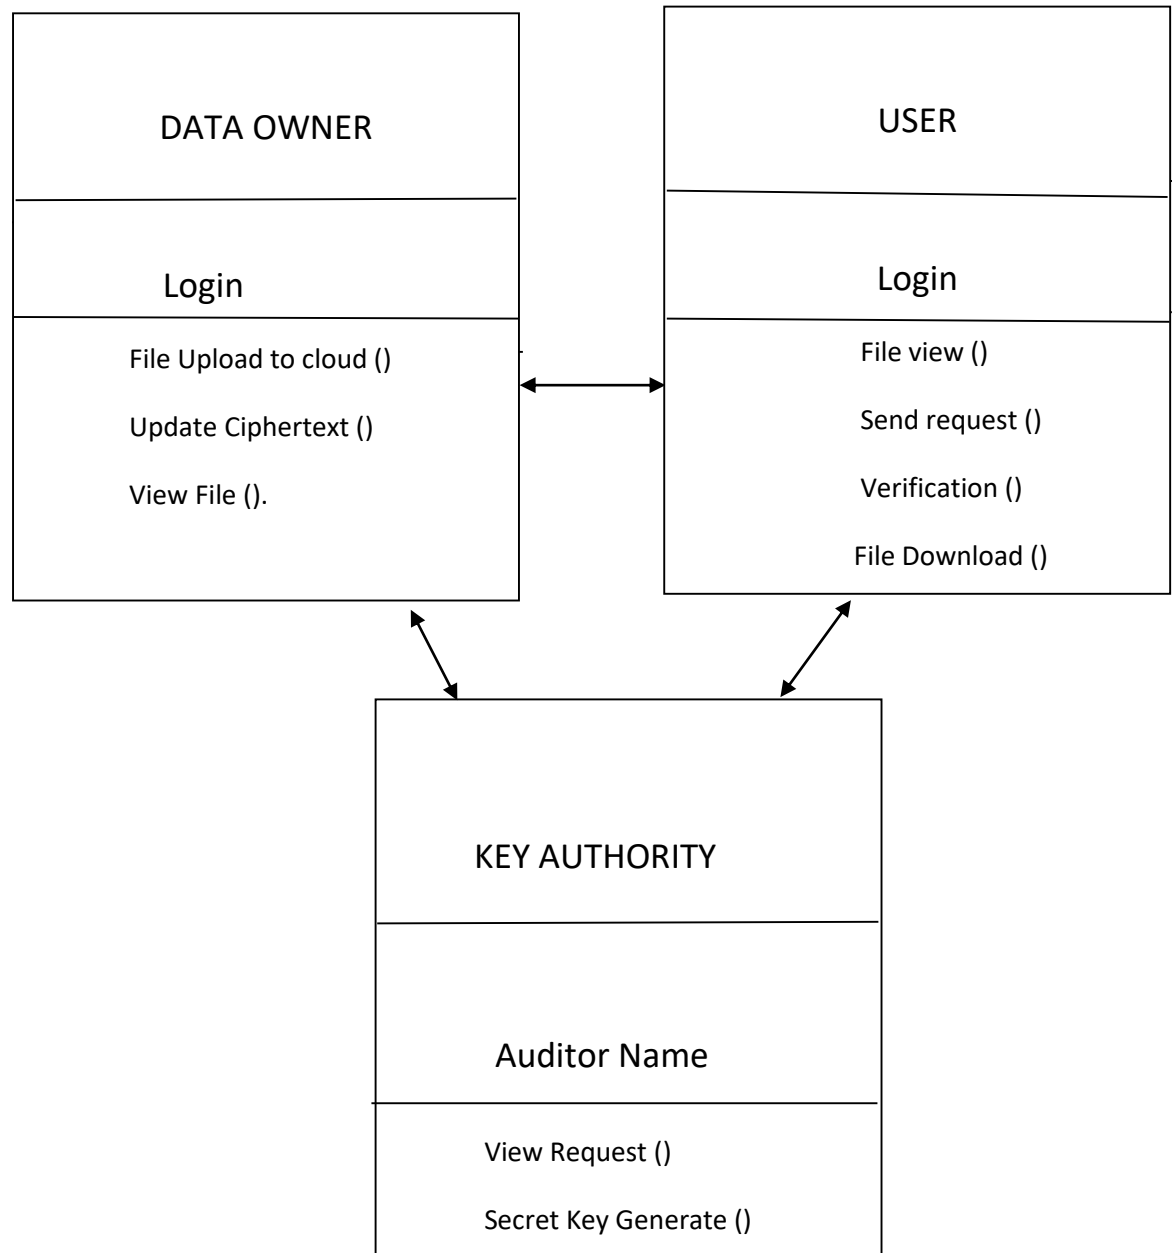 DATA OWNER
Login
File Upload to cloud ()
Update Ciphertext ()
View File ().
USER
Login
File view ()
Send request ()
Verification ()
File Download ()
KEY AUTHORITY
Auditor Name
View Request ()
Secret Key Generate ()